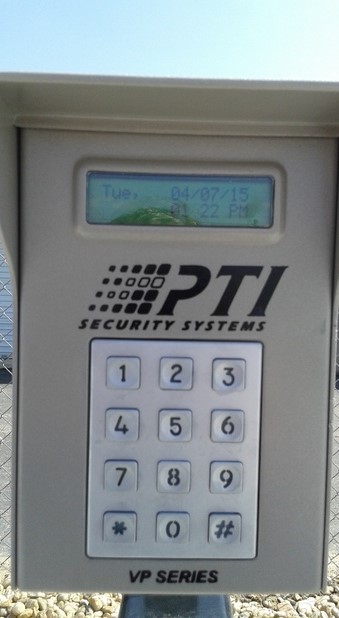 Tue. 04/07/15
01 22 PM
PTI
SECURITY SYSTEMS
1 2 3
4 5 6
7 8 9
* 0 #
VP SERIES